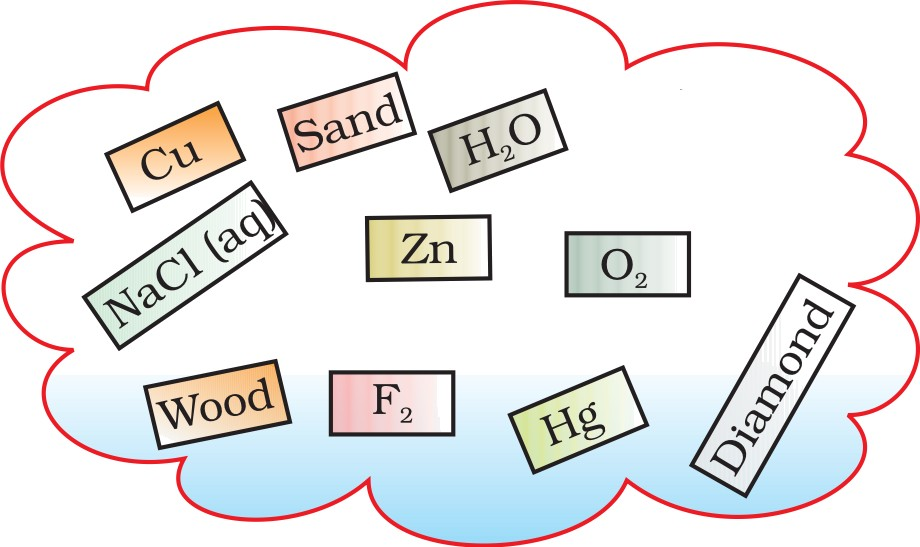 Cu
Sand
H₂O
NaCl (aq)
Zn
O₂
Diamond
Wood
F₂
Hg